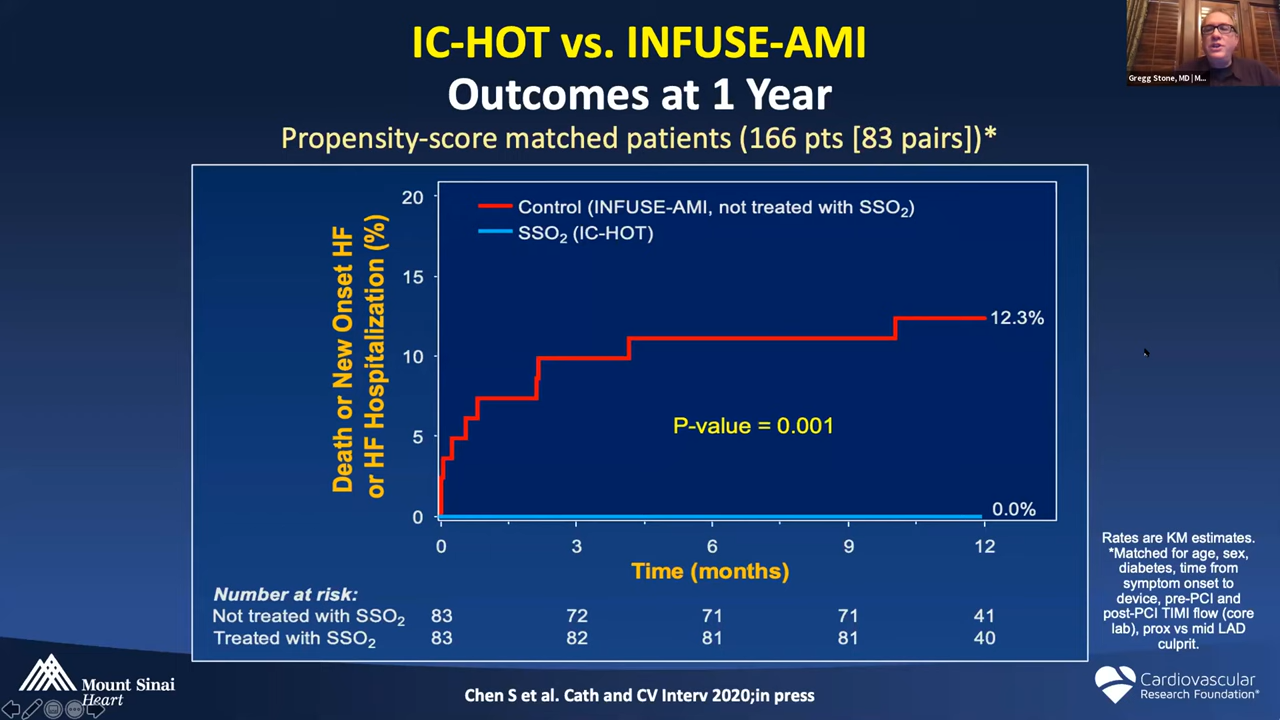 IC-HOT vs. INFUSE-AMI
Outcomes at 1 Year
Propensity-score matched patients (166 pts [83 pairs])*
Gregg Stone, MD | M...
Death or New Onset HF
or HF Hospitalization (%)
20
15
10
5
0
Control (INFUSE-AMI, not treated with SSO₂)
SSO₂ (IC-HOT)
12.3%
P-value = 0.001
0.0%
0 3 6 9 12
Time (months)
Number at risk:
Not treated with SSO₂ 83 72 71 71 41
Treated with SSO₂ 83 82 81 81 40
Rates are KM estimates.
*Matched for age, sex,
diabetes, time from
symptom onset to
device, pre-PCI and
post-PCI TIMI flow (core
lab), prox vs mid LAD
culprit.
Mount Sinai
Heart
Chen S et al. Cath and CV Interv 2020;in press
Cardiovascular
Research Foundation*